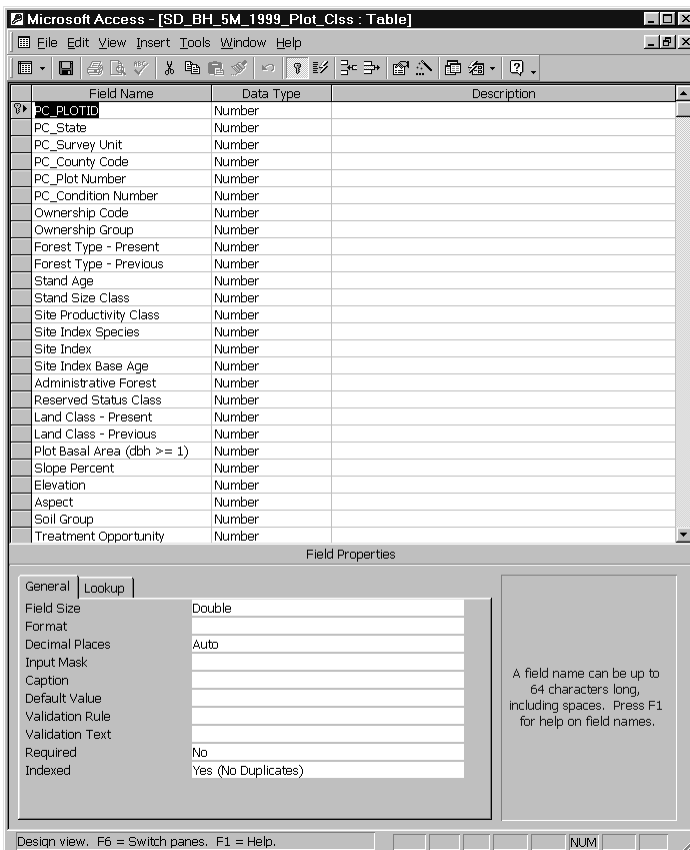 Microsoft Access - [SD_BH_5M_1999_Plot_Clss : Table]
File Edit View Insert Tools Window Help
Field Name Data Type Description
PC_PLOTID Number
PC_State Number
PC_Survey Unit Number
PC_County Code Number
PC_Plot Number Number
PC_Condition Number Number
Ownership Code Number
Ownership Group Number
Forest Type - Present Number
Forest Type - Previous Number
Stand Age Number
Stand Size Class Number
Site Productivity Class Number
Site Index Species Number
Site Index Number
Site Index Base Age Number
Administrative Forest Number
Reserved Status Class Number
Land Class - Present Number
Land Class - Previous Number
Plot Basal Area (dbh >= 1) Number
Slope Percent Number
Elevation Number
Aspect Number
Soil Group Number
Treatment Opportunity Number
Field Properties
General Lookup
Field Size Double
Format
Decimal Places Auto
Input Mask
Caption
Default Value
Validation Rule
Validation Text
Required No
Indexed Yes (No Duplicates)
A field name can be up to
64 characters long,
including spaces. Press F1
for help on field names.
Design view. F6 = Switch panes. F1 = Help. NUM